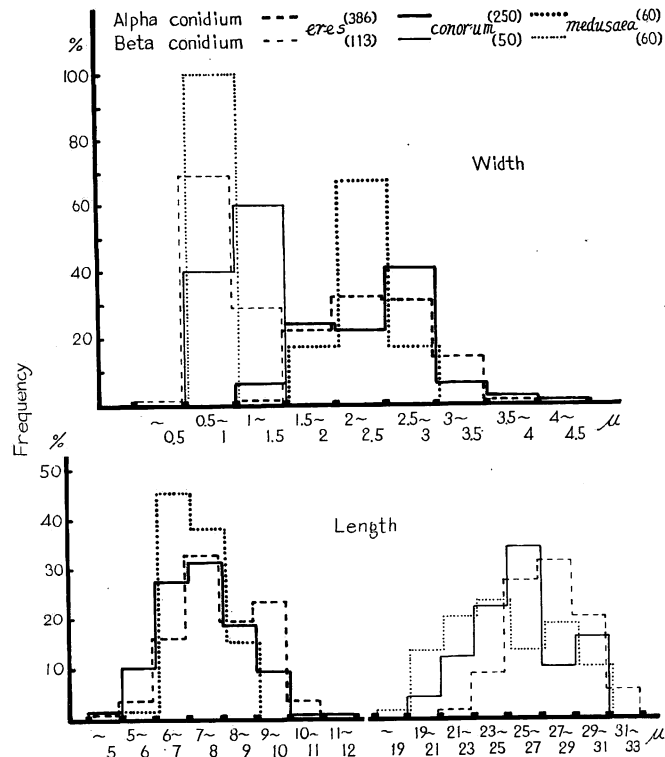 Alpha conidium eres (386) conorum (250) medusaea (60)
Beta conidium (113) (50) (60)
%
100
80
60
40
20
Width
~ 0.5~ 1~ 1.5~ 2~ 2.5~ 3~ 3.5~ 4~ μ
0.5 1 1.5 2 2.5 3 3.5 4 4.5
Frequency
%
50
40
30
20
10
Length
~ 5~ 6~ 7~ 8~ 9~ 10~ 11~ ~ 19~ 21~ 23~ 25~ 27~ 29~ 31~ μ
5 6 7 8 9 10 11 12 19 21 23 25 27 29 31 33